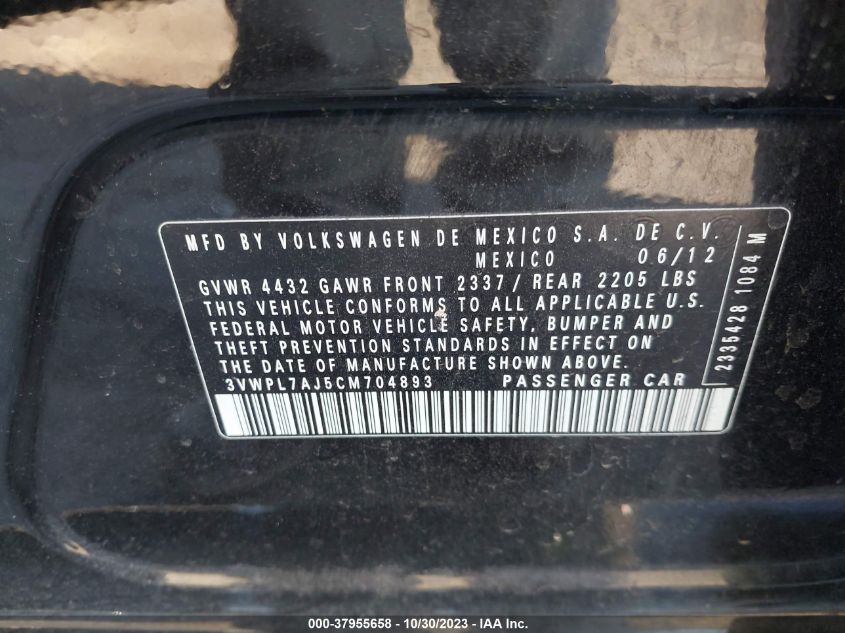 MFD BY VOLKSWAGEN DE MEXICO S.A. DE C.V.
MEXICO 06/12
GVWR 4432 GAWR FRONT 2337/ REAR 2205 LBS
THIS VEHICLE CONFORMS TO ALL APPLICABLE U.S.
FEDERAL MOTOR VEHICLE SAFETY, BUMPER AND
THEFT PREVENTION STANDARDS IN EFFECT ON
THE DATE OF MANUFACTURE SHOWN ABOVE.
3VWPL7AJ5CM704893 PASSENGER CAR
2335428 1084 M
000-37955658 - 10/30/2023 - IAA Inc.